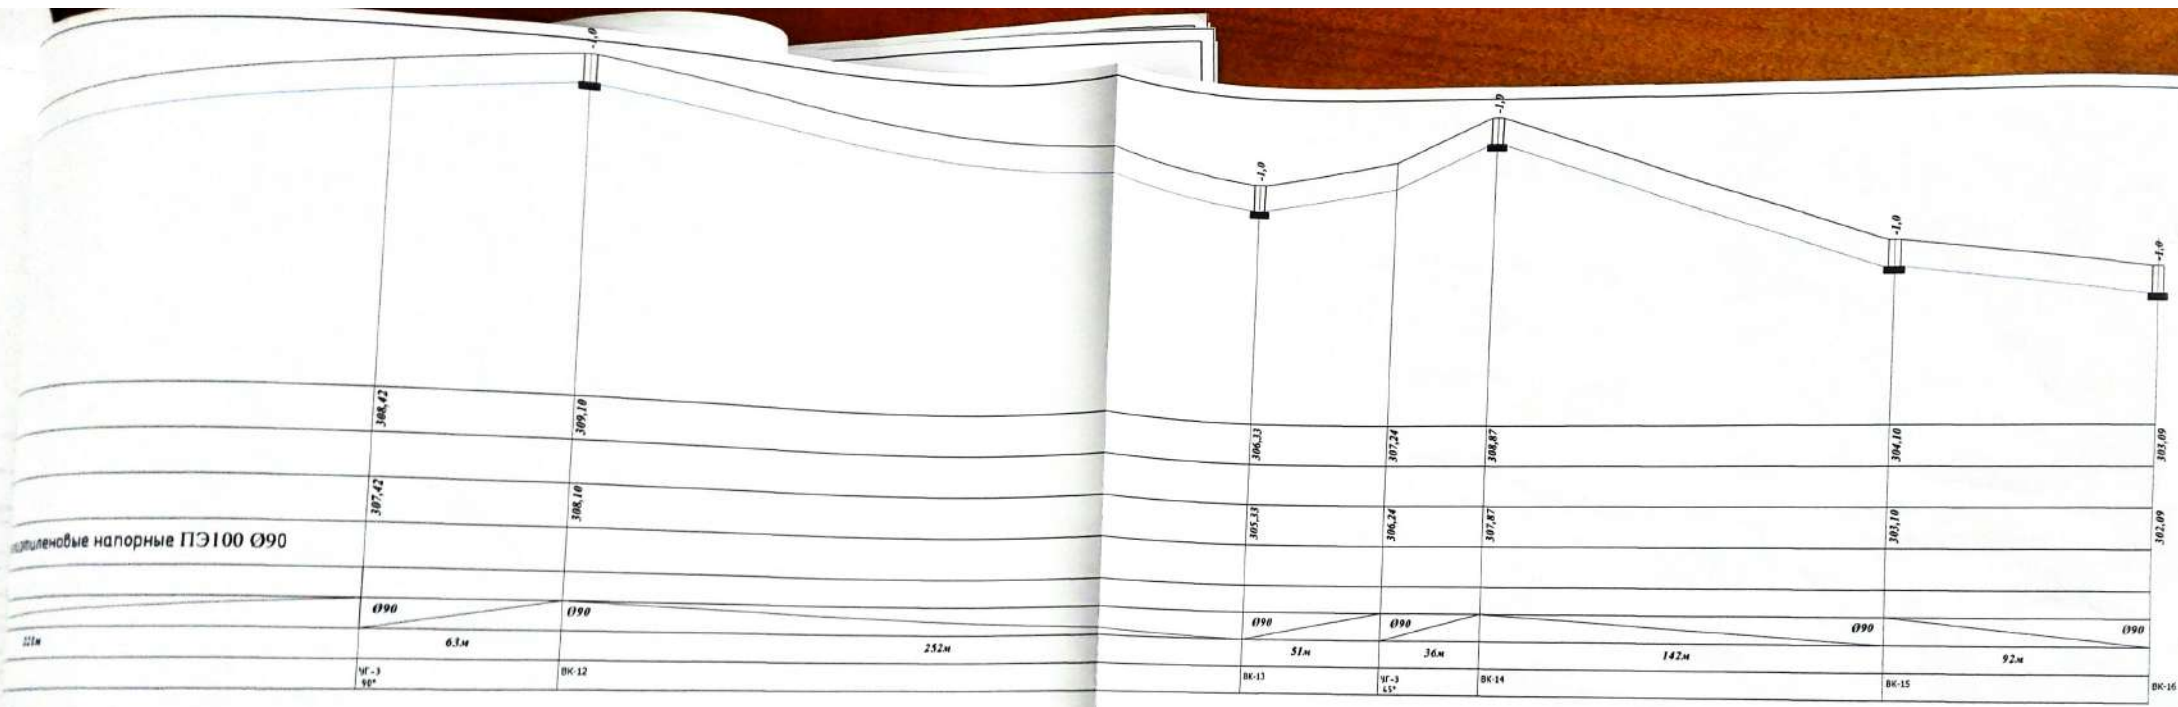 -1,0 -1,0 -1,0 -1,0 -1,0
308,42 309,10 306,33 307,24 308,87 304,10 303,09
307,42 308,10 305,33 306,24 307,87 303,10 302,09
напорные ПЭ100 Ø90
Ø90 Ø90 Ø90 Ø90 Ø90 Ø90
63м 252м 51м 36м 142м 92м
УГ-3 ВК-12 ВК-13 УГ-3 ВК-14 ВК-15 ВК-16
90° 45°